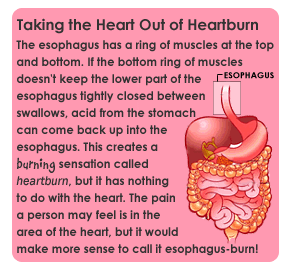 Taking the Heart Out of Heartburn
The esophagus has a ring of muscles at the top
and bottom. If the bottom ring of muscles
doesn't keep the lower part of the
esophagus tightly closed between
swallows, acid from the stomach
can come back up into the
esophagus. This creates a
burning sensation called
heartburn, but it has nothing
to do with the heart. The pain
a person may feel is in the
area of the heart, but it would
make more sense to call it esophagus-burn!
ESOPHAGUS